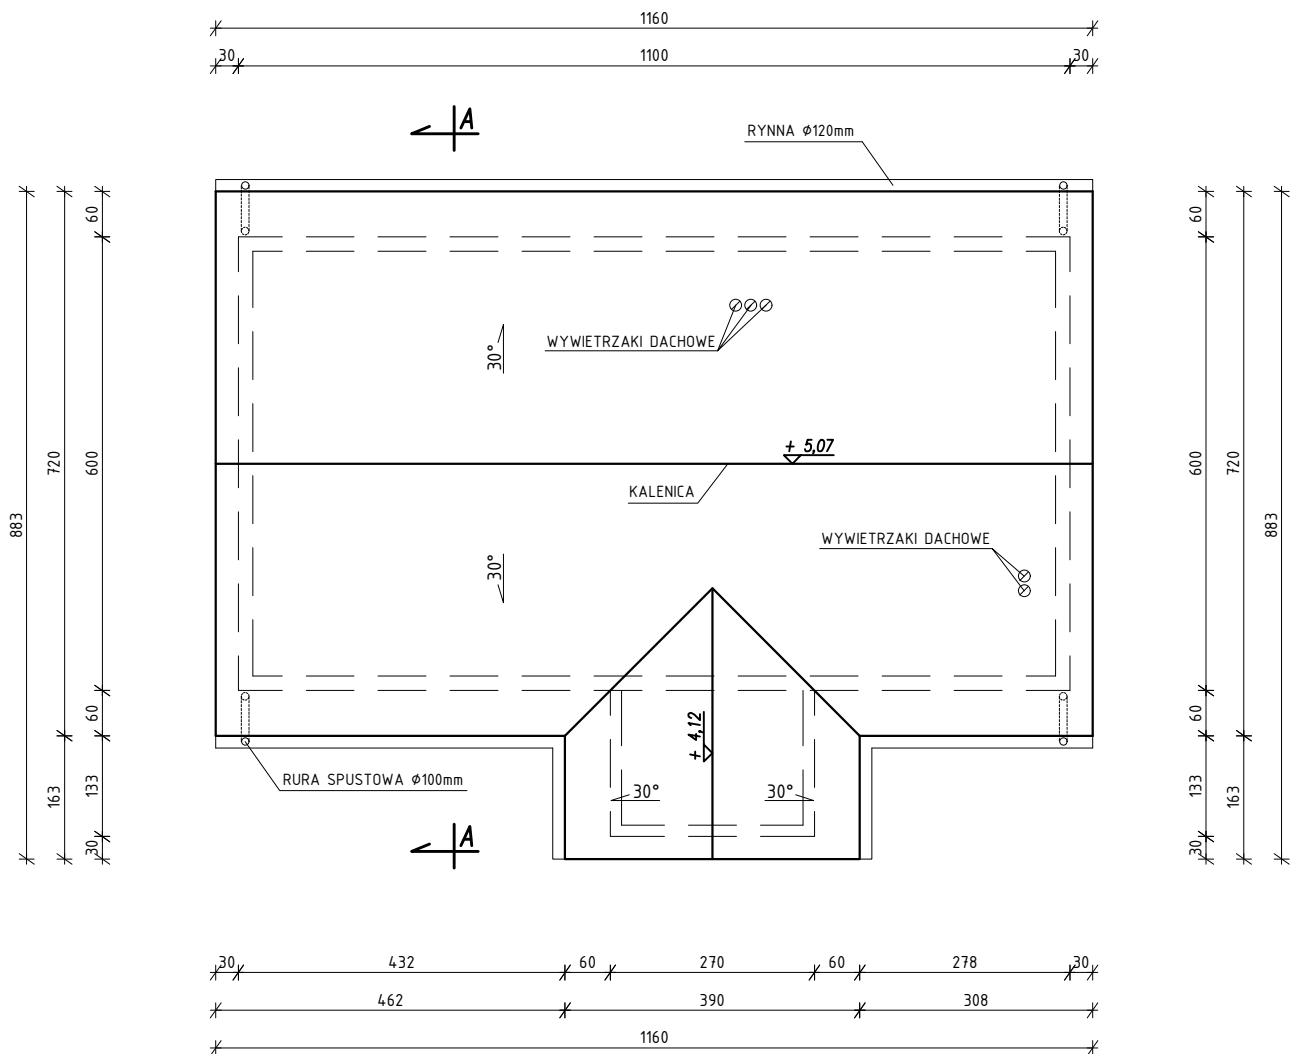 1160
30 1100 30
A
RYNNA Ø120mm
60 60
WYWIETRZAKI DACHOWE
30°
+ 5,07
883 720 600 600 720 883
KALENICA
WYWIETRZAKI DACHOWE
30°
60 60
+ 4,12
RURA SPUSTOWA Ø100mm
163 133 133 163
30° 30°
A
30 30
30 432 60 270 60 278 30
462 390 308
1160